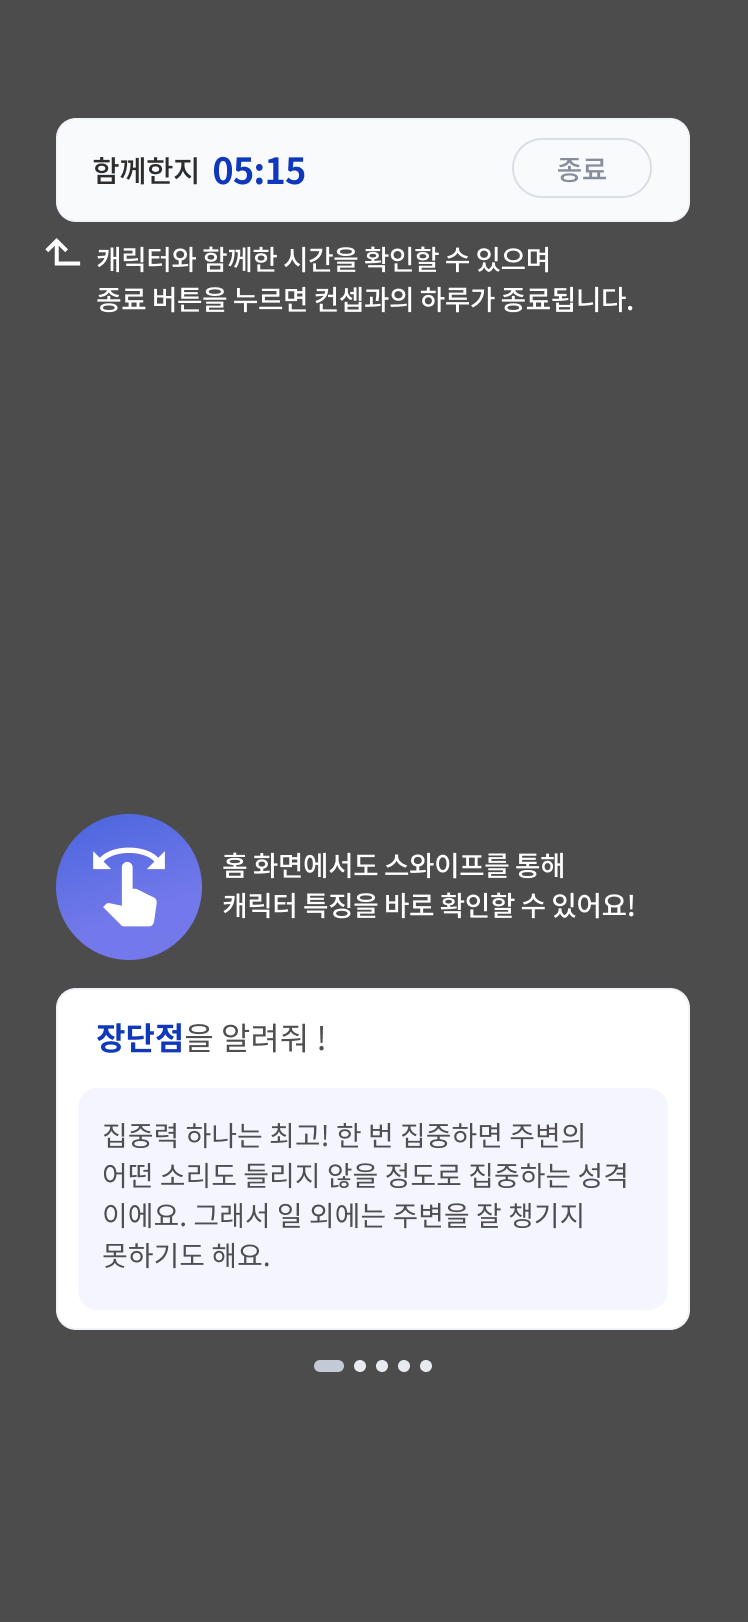 함께한지 05:15 종료
캐릭터와 함께한 시간을 확인할 수 있으며
종료 버튼을 누르면 컨셉과의 하루가 종료됩니다.
홈 화면에서도 스와이프를 통해
캐릭터 특징을 바로 확인할 수 있어요!
장단점을 알려줘 !
집중력 하나는 최고! 한 번 집중하면 주변의
어떤 소리도 들리지 않을 정도로 집중하는 성격
이에요. 그래서 일 외에는 주변을 잘 챙기지
못하기도 해요.